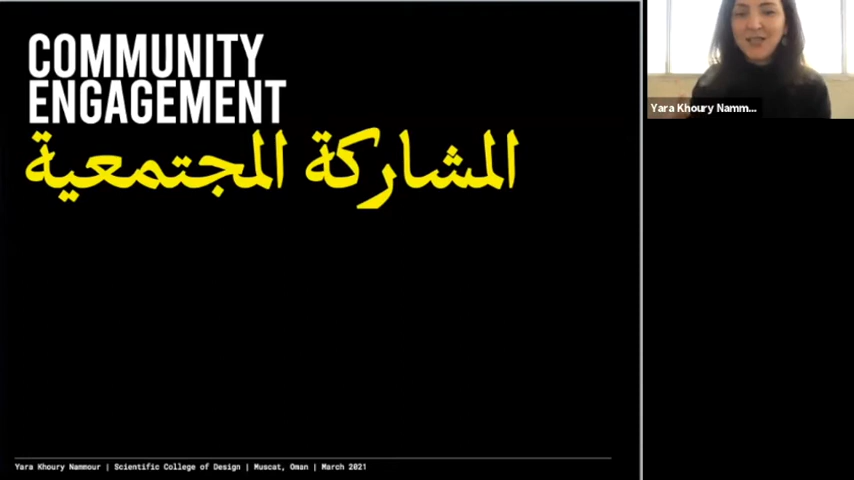 COMMUNITY
ENGAGEMENT
المشاركة المجتمعية
Yara Khoury Namm...
Yara Khoury Nammour | Scientific College of Design | Muscat, Oman | March 2021